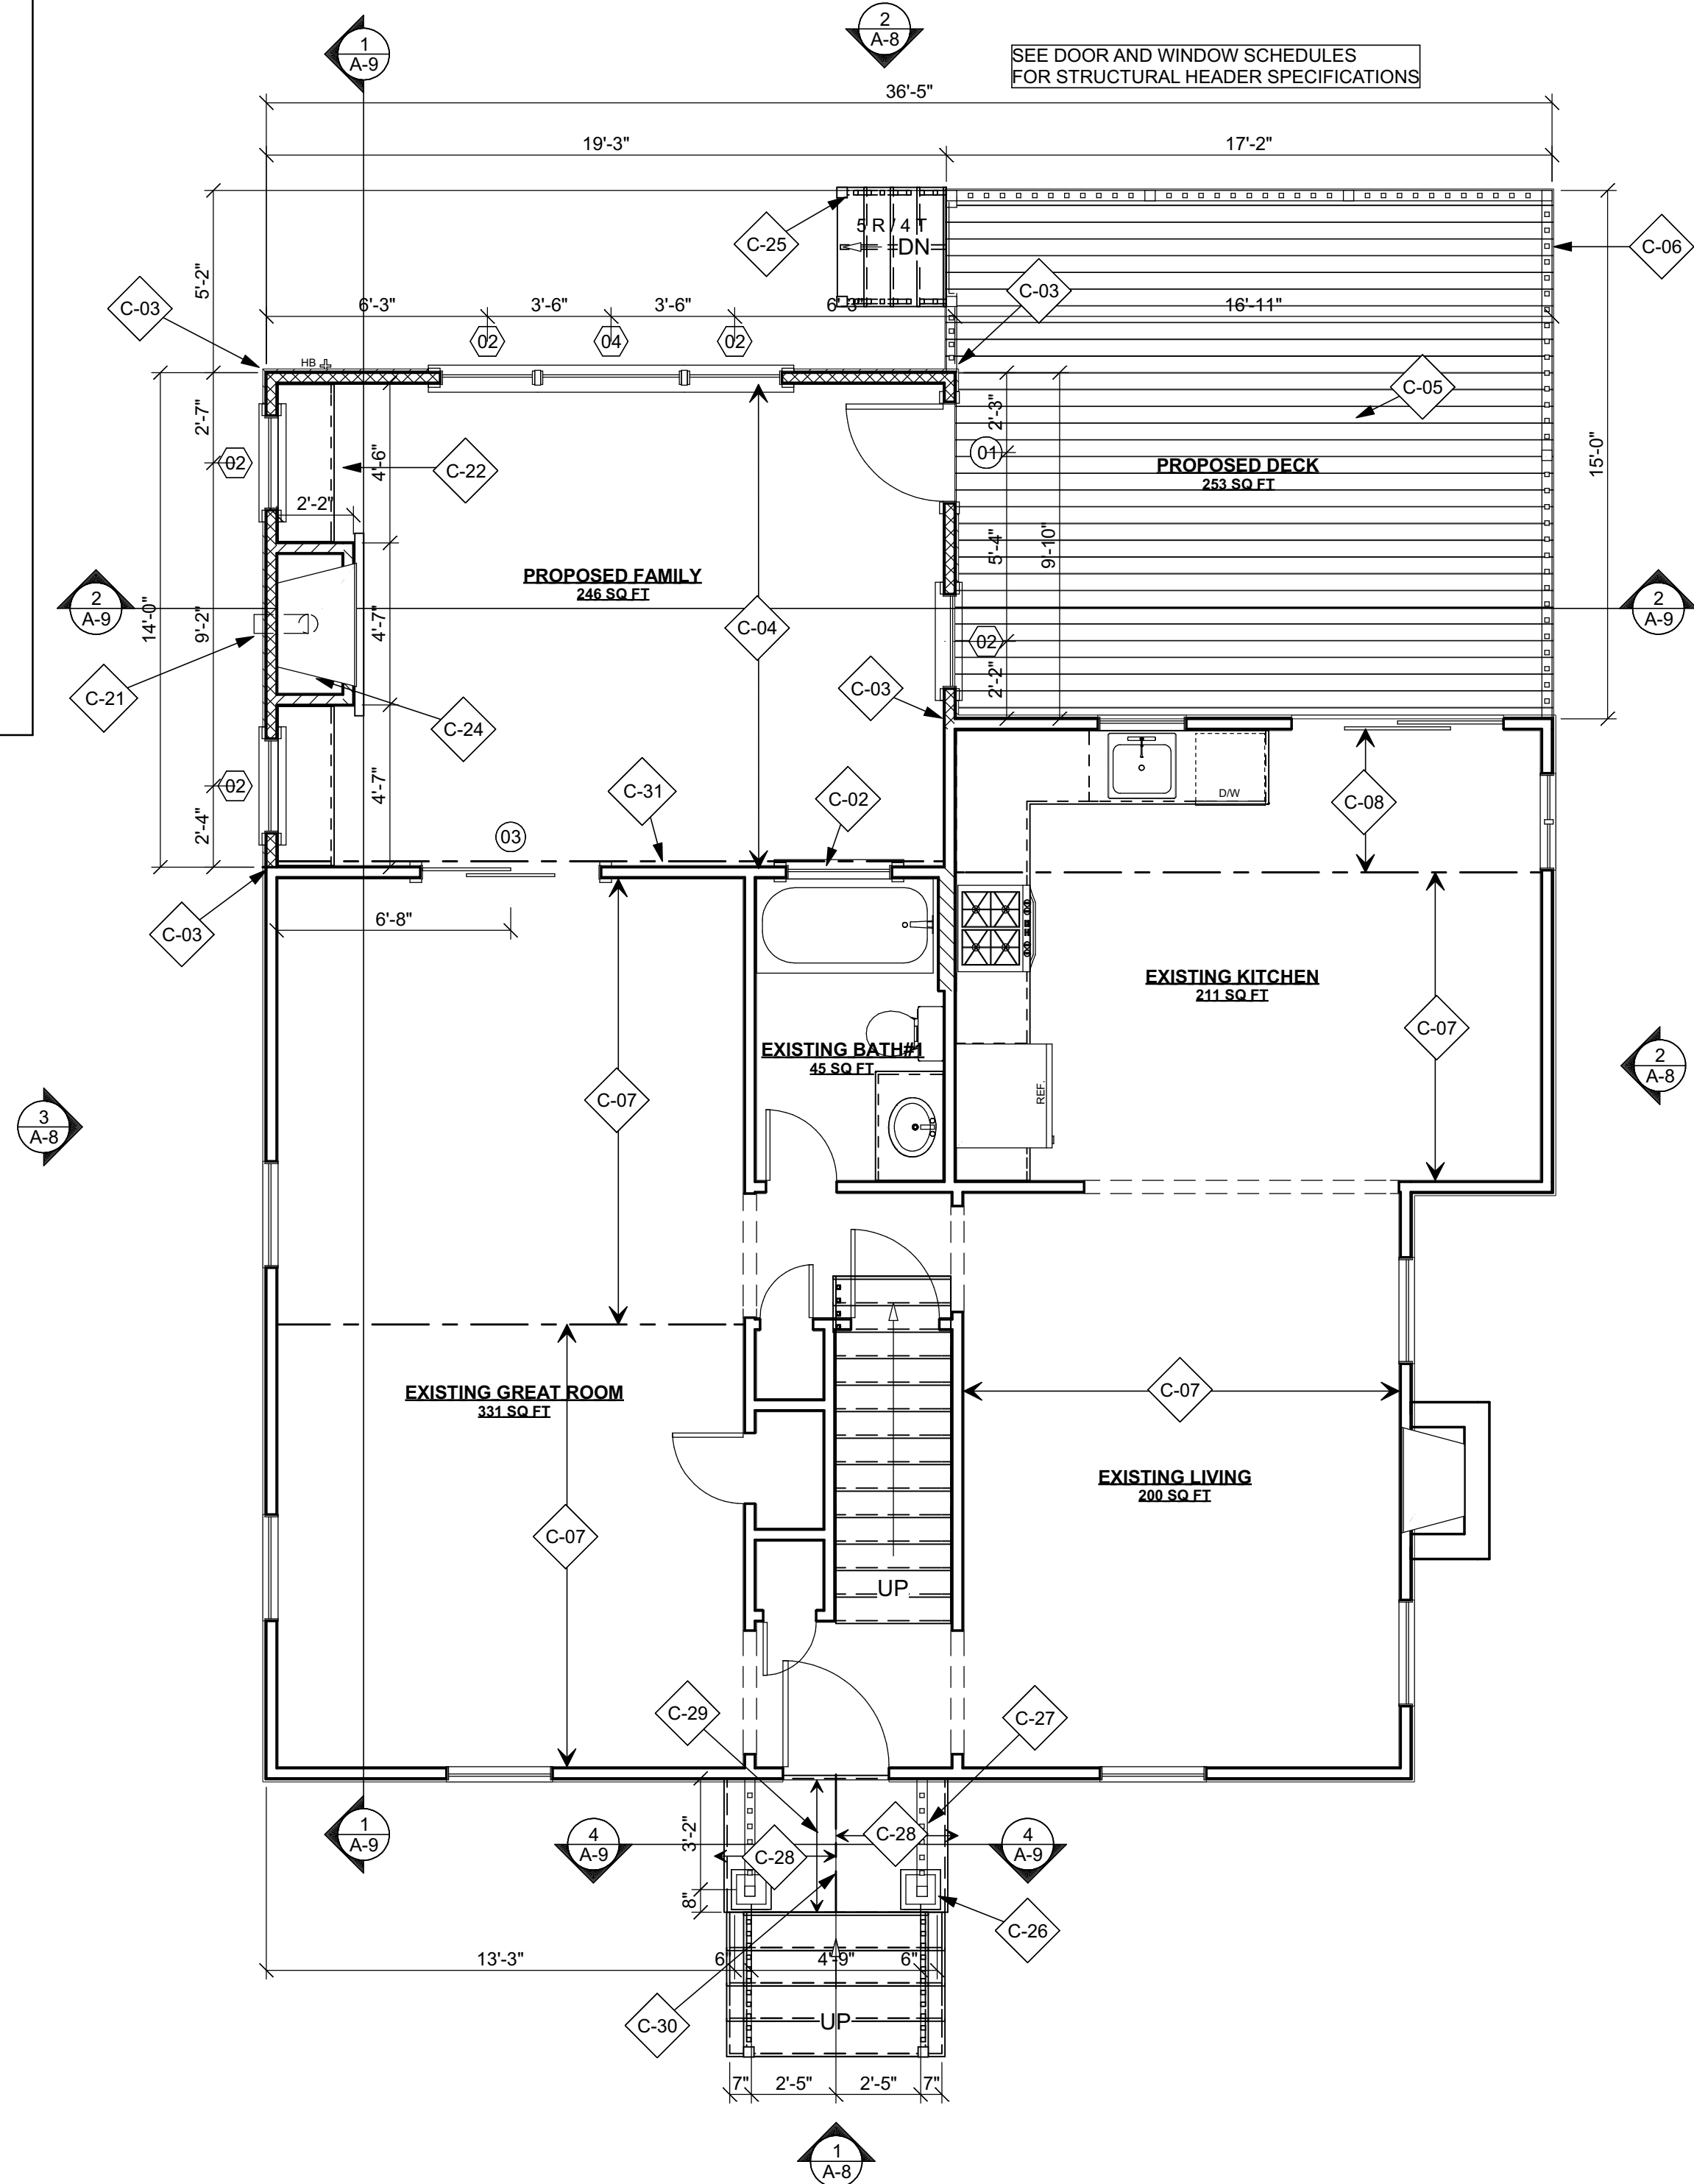 1
A-9
2
A-8
SEE DOOR AND WINDOW SCHEDULES
FOR STRUCTURAL HEADER SPECIFICATIONS
36'-5"
19'-3"
17'-2"
C-25
5 R / 4 T
DN
C-06
5'-2"
C-03
C-03
6'-3"
3'-6"
3'-6"
6'-3"
16'-11"
02
04
02
HB
C-05
2'-7"
2'-3"
02
C-22
4'-6"
01
PROPOSED DECK
253 SQ FT
15'-0"
2'-2"
5'-4"
9'-10"
PROPOSED FAMILY
246 SQ FT
2
A-9
14'-0"
9'-2"
4'-7"
C-04
2
A-9
02
C-21
C-03
2'-2"
C-24
02
4'-7"
C-31
C-02
D/W
C-08
2'-4"
03
6'-8"
C-03
EXISTING KITCHEN
211 SQ FT
C-07
EXISTING BATH#1
45 SQ FT
2
A-8
C-07
REF.
3
A-8
EXISTING GREAT ROOM
331 SQ FT
C-07
EXISTING LIVING
200 SQ FT
C-07
UP
C-29
C-27
1
A-9
4
A-9
3'-2"
C-28
C-28
4
A-9
8"
C-26
13'-3"
6"
4'-9"
6"
C-30
UP
7"
2'-5"
2'-5"
7"
1
A-8